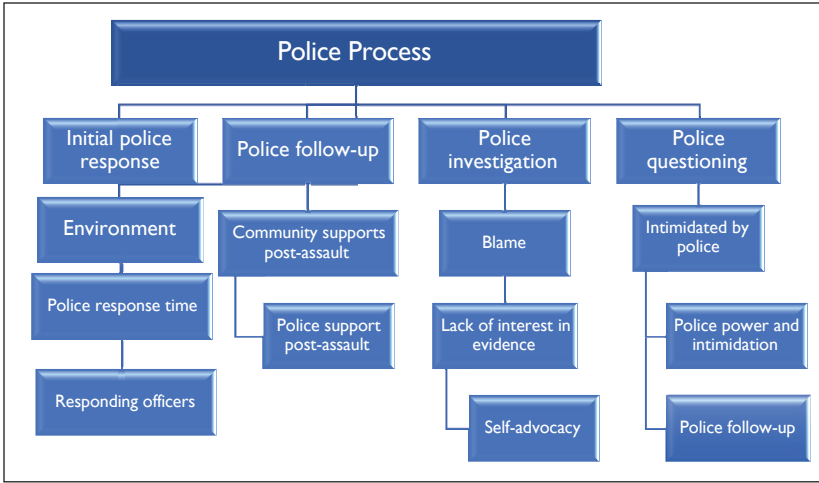 Police Process
Initial police
response
Police follow-up
Police
investigation
Police
questioning
Environment
Community supports
post-assault
Blame
Intimidated by
police
Police response time
Police support
post-assault
Lack of interest in
evidence
Police power and
intimidation
Responding officers
Self-advocacy
Police follow-up